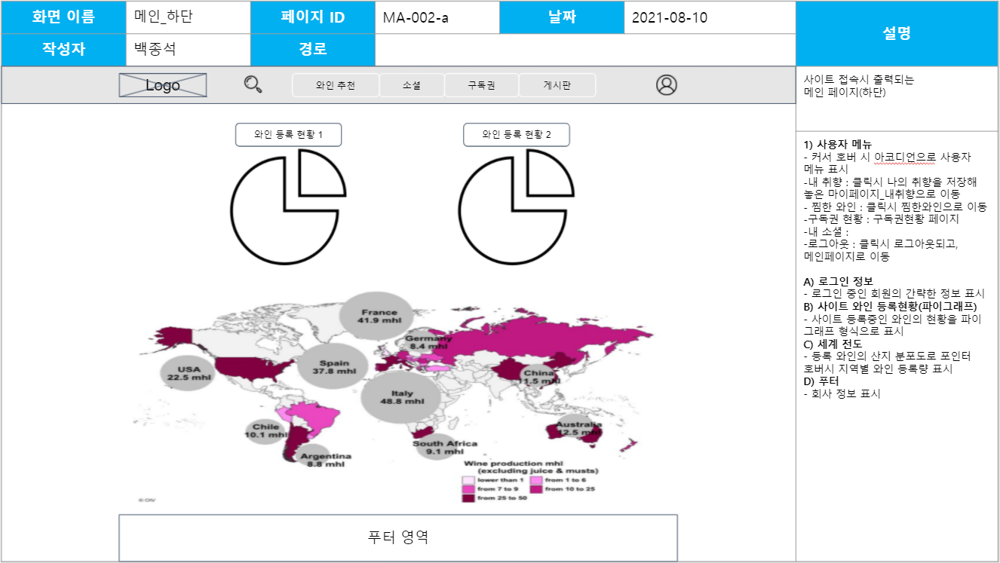 화면 이름 메인_하단 페이지 ID MA-002-a 날짜 2021-08-10 설명
작성자 백종석 경로
Logo 와인 추천 소셜 구독권 게시판
와인 등록 현황 1 와인 등록 현황 2
France
41.9 mhl
Germany
8.4 mhl
Spain
37.8 mhl
USA
22.5 mhl
China
11.5 mhl
Italy
48.8 mhl
Chile
10.1 mhl
Australia
12.5 mhl
South Africa
9.1 mhl
Argentina
8.8 mhl
Wine production mhl
(excluding juice & musts)
lower than 1 from 1 to 6
from 7 to 9 from 10 to 25
from 25 to 50
© OIV
푸터 영역
사이트 접속시 출력되는
메인 페이지(하단)
1) 사용자 메뉴
- 커서 호버 시 아코디언으로 사용자
메뉴 표시
-내 취향 : 클릭시 나의 취향을 저장해
놓은 마이페이지_내취향으로 이동
- 찜한 와인 : 클릭시 찜한와인으로 이동
-구독권 현황 : 구독권현황 페이지
-내 소셜 :
-로그아웃 : 클릭시 로그아웃되고,
메인페이지로 이동
A) 로그인 정보
- 로그인 중인 회원의 간략한 정보 표시
B) 사이트 와인 등록현황(파이그래프)
- 사이트 등록중인 와인의 현황을 파이
그래프 형식으로 표시
C) 세계 전도
- 등록 와인의 산지 분포도로 포인터
호버시 지역별 와인 등록량 표시
D) 푸터
- 회사 정보 표시